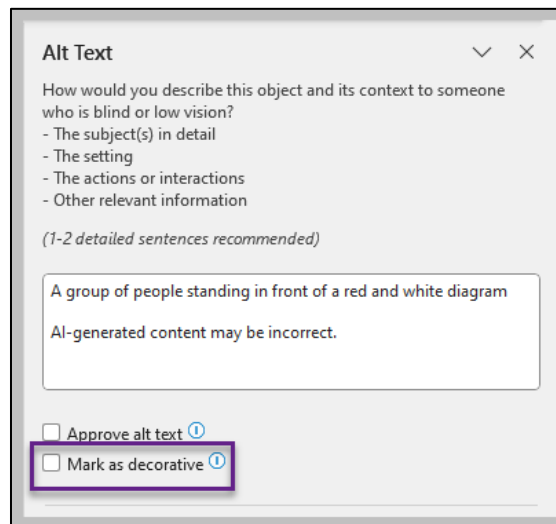 Alt Text
How would you describe this object and its context to someone
who is blind or low vision?
- The subject(s) in detail
- The setting
- The actions or interactions
- Other relevant information
(1-2 detailed sentences recommended)
A group of people standing in front of a red and white diagram
AI-generated content may be incorrect.
Approve alt text
Mark as decorative